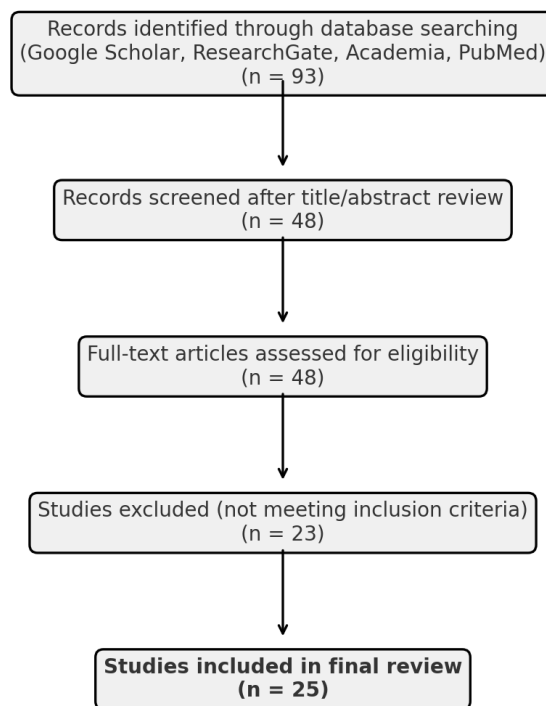 Records identified through database searching
(Google Scholar, ResearchGate, Academia, PubMed)
(n = 93)
Records screened after title/abstract review
(n = 48)
Full-text articles assessed for eligibility
(n = 48)
Studies excluded (not meeting inclusion criteria)
(n = 23)
Studies included in final review
(n = 25)